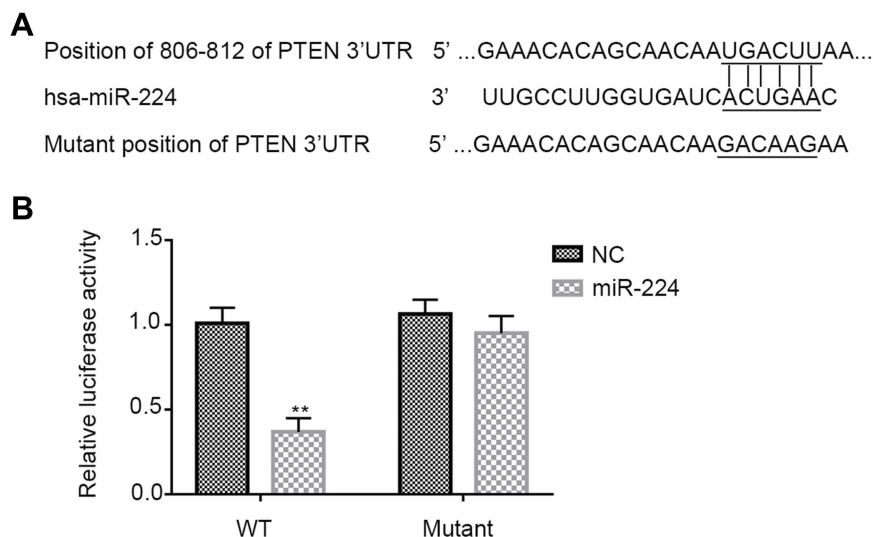 A
Position of 806-812 of PTEN 3’UTR 5’ ...GAAACACAGCAACAAUGACUUAA...
hsa-miR-224 3’ UUGCCUUGGUGAUCACUGAAC
Mutant position of PTEN 3’UTR 5’ ...GAAACACAGCAACAAGACAAGAA
B
Relative luciferase activity
1.5
1.0
0.5
0.0
**
WT
Mutant
NC
miR-224